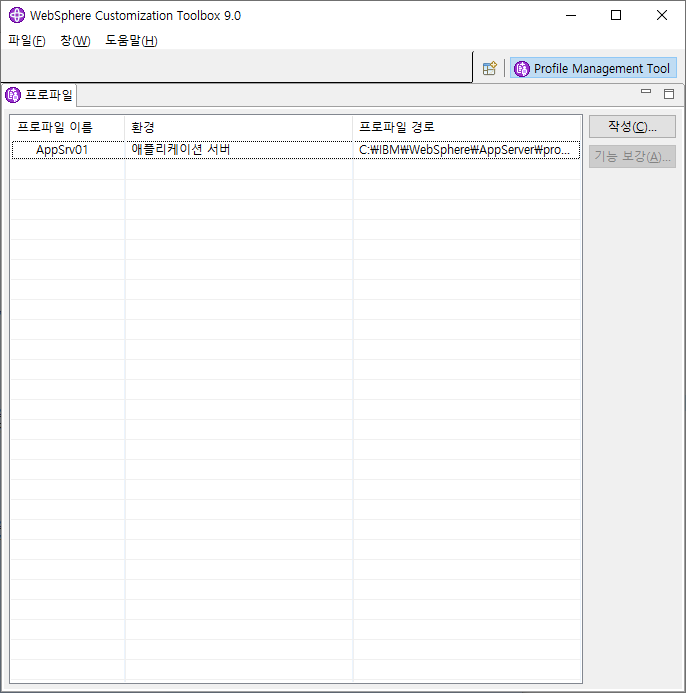 WebSphere Customization Toolbox 9.0
파일(F) 창(W) 도움말(H)
Profile Management Tool
프로파일
프로파일 이름 환경 프로파일 경로
AppSrv01 애플리케이션 서버 C:₩IBM₩WebSphere₩AppServer₩pro...
작성(C)...
기능 보강(A)...